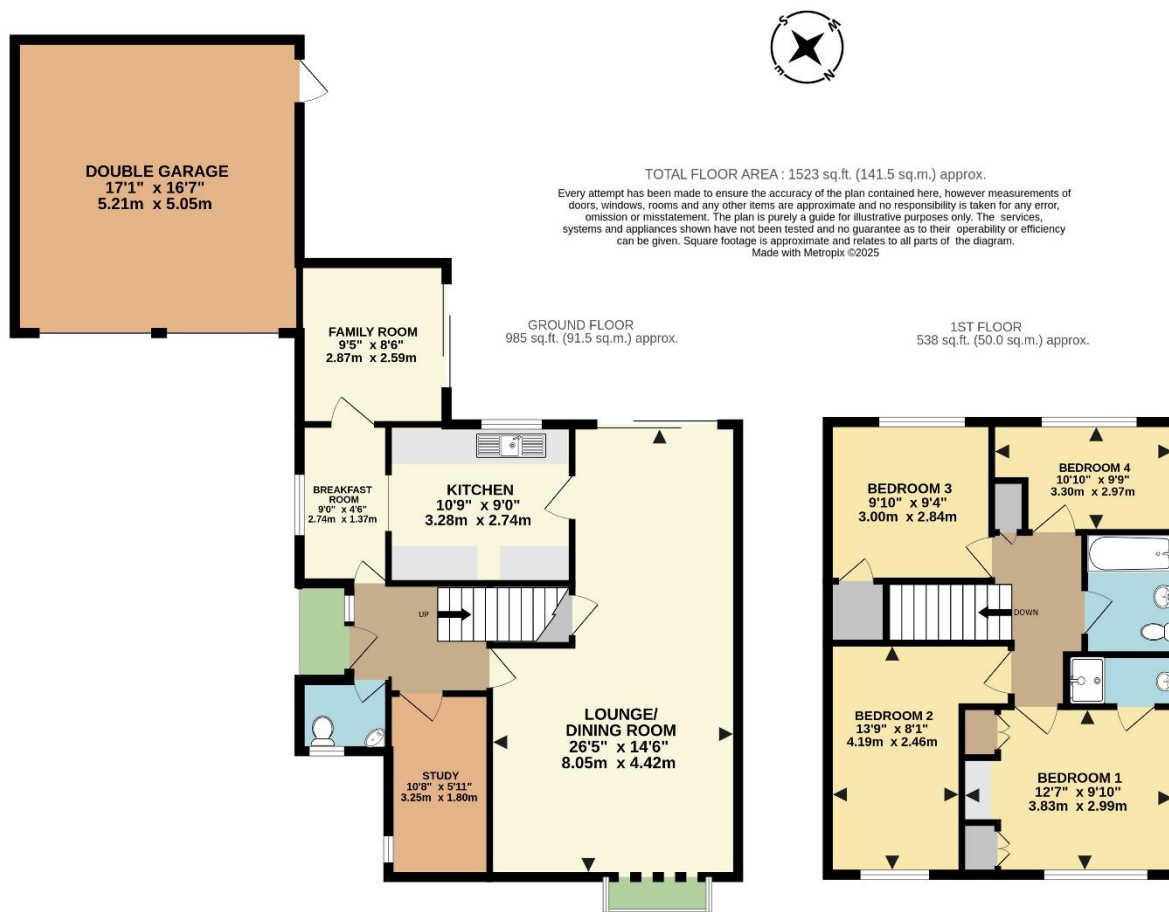 S
W
E
N
TOTAL FLOOR AREA : 1523 sq.ft. (141.5 sq.m.) approx.
Every attempt has been made to ensure the accuracy of the plan contained here, however measurements of
doors, windows, rooms and any other items are approximate and no responsibility is taken for any error,
omission or misstatement. The plan is purely a guide for illustrative purposes only. The services,
systems and appliances shown have not been tested and no guarantee as to their operability or efficiency
can be given. Square footage is approximate and relates to all parts of the diagram.
Made with Metropix ©2025
DOUBLE GARAGE
17'1" x 16'7"
5.21m x 5.05m
GROUND FLOOR
985 sq.ft. (91.5 sq.m.) approx.
FAMILY ROOM
9'5" x 8'6"
2.87m x 2.59m
BREAKFAST
ROOM
9'0" x 4'6"
2.74m x 1.37m
KITCHEN
10'9" x 9'0"
3.28m x 2.74m
UP
STUDY
10'8" x 5'11"
3.25m x 1.80m
LOUNGE/
DINING ROOM
26'5" x 14'6"
8.05m x 4.42m
1ST FLOOR
538 sq.ft. (50.0 sq.m.) approx.
BEDROOM 3
9'10" x 9'4"
3.00m x 2.84m
BEDROOM 4
10'10" x 9'9"
3.30m x 2.97m
DOWN
BEDROOM 2
13'9" x 8'1"
4.19m x 2.46m
BEDROOM 1
12'7" x 9'10"
3.83m x 2.99m